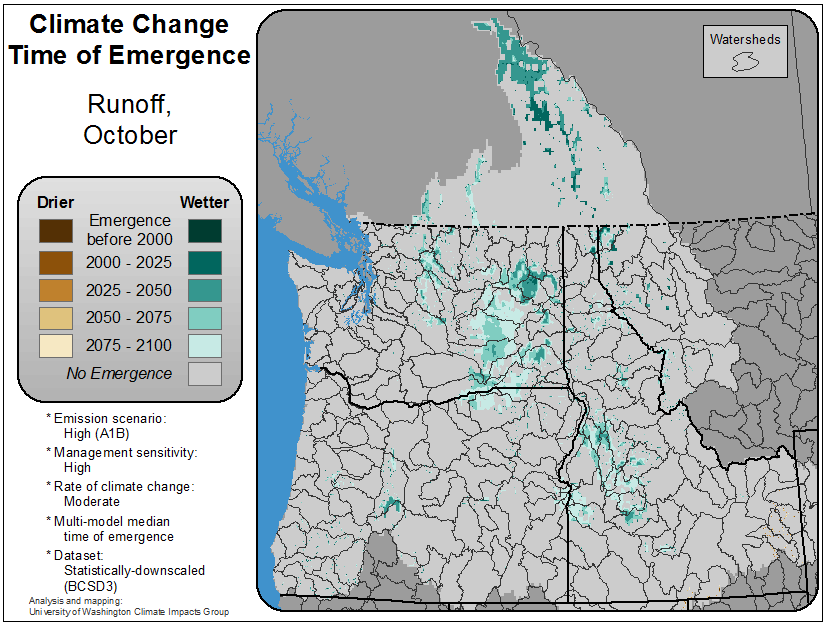 Climate Change
Time of Emergence
Runoff,
October
Drier
Wetter
Emergence
before 2000
2000 - 2025
2025 - 2050
2050 - 2075
2075 - 2100
No Emergence
* Emission scenario:
High (A1B)
* Management sensitivity:
High
* Rate of climate change:
Moderate
* Multi-model median
time of emergence
* Dataset:
Statistically-downscaled
(BCSD3)
Analysis and mapping:
University of Washington Climate Impacts Group
Watersheds